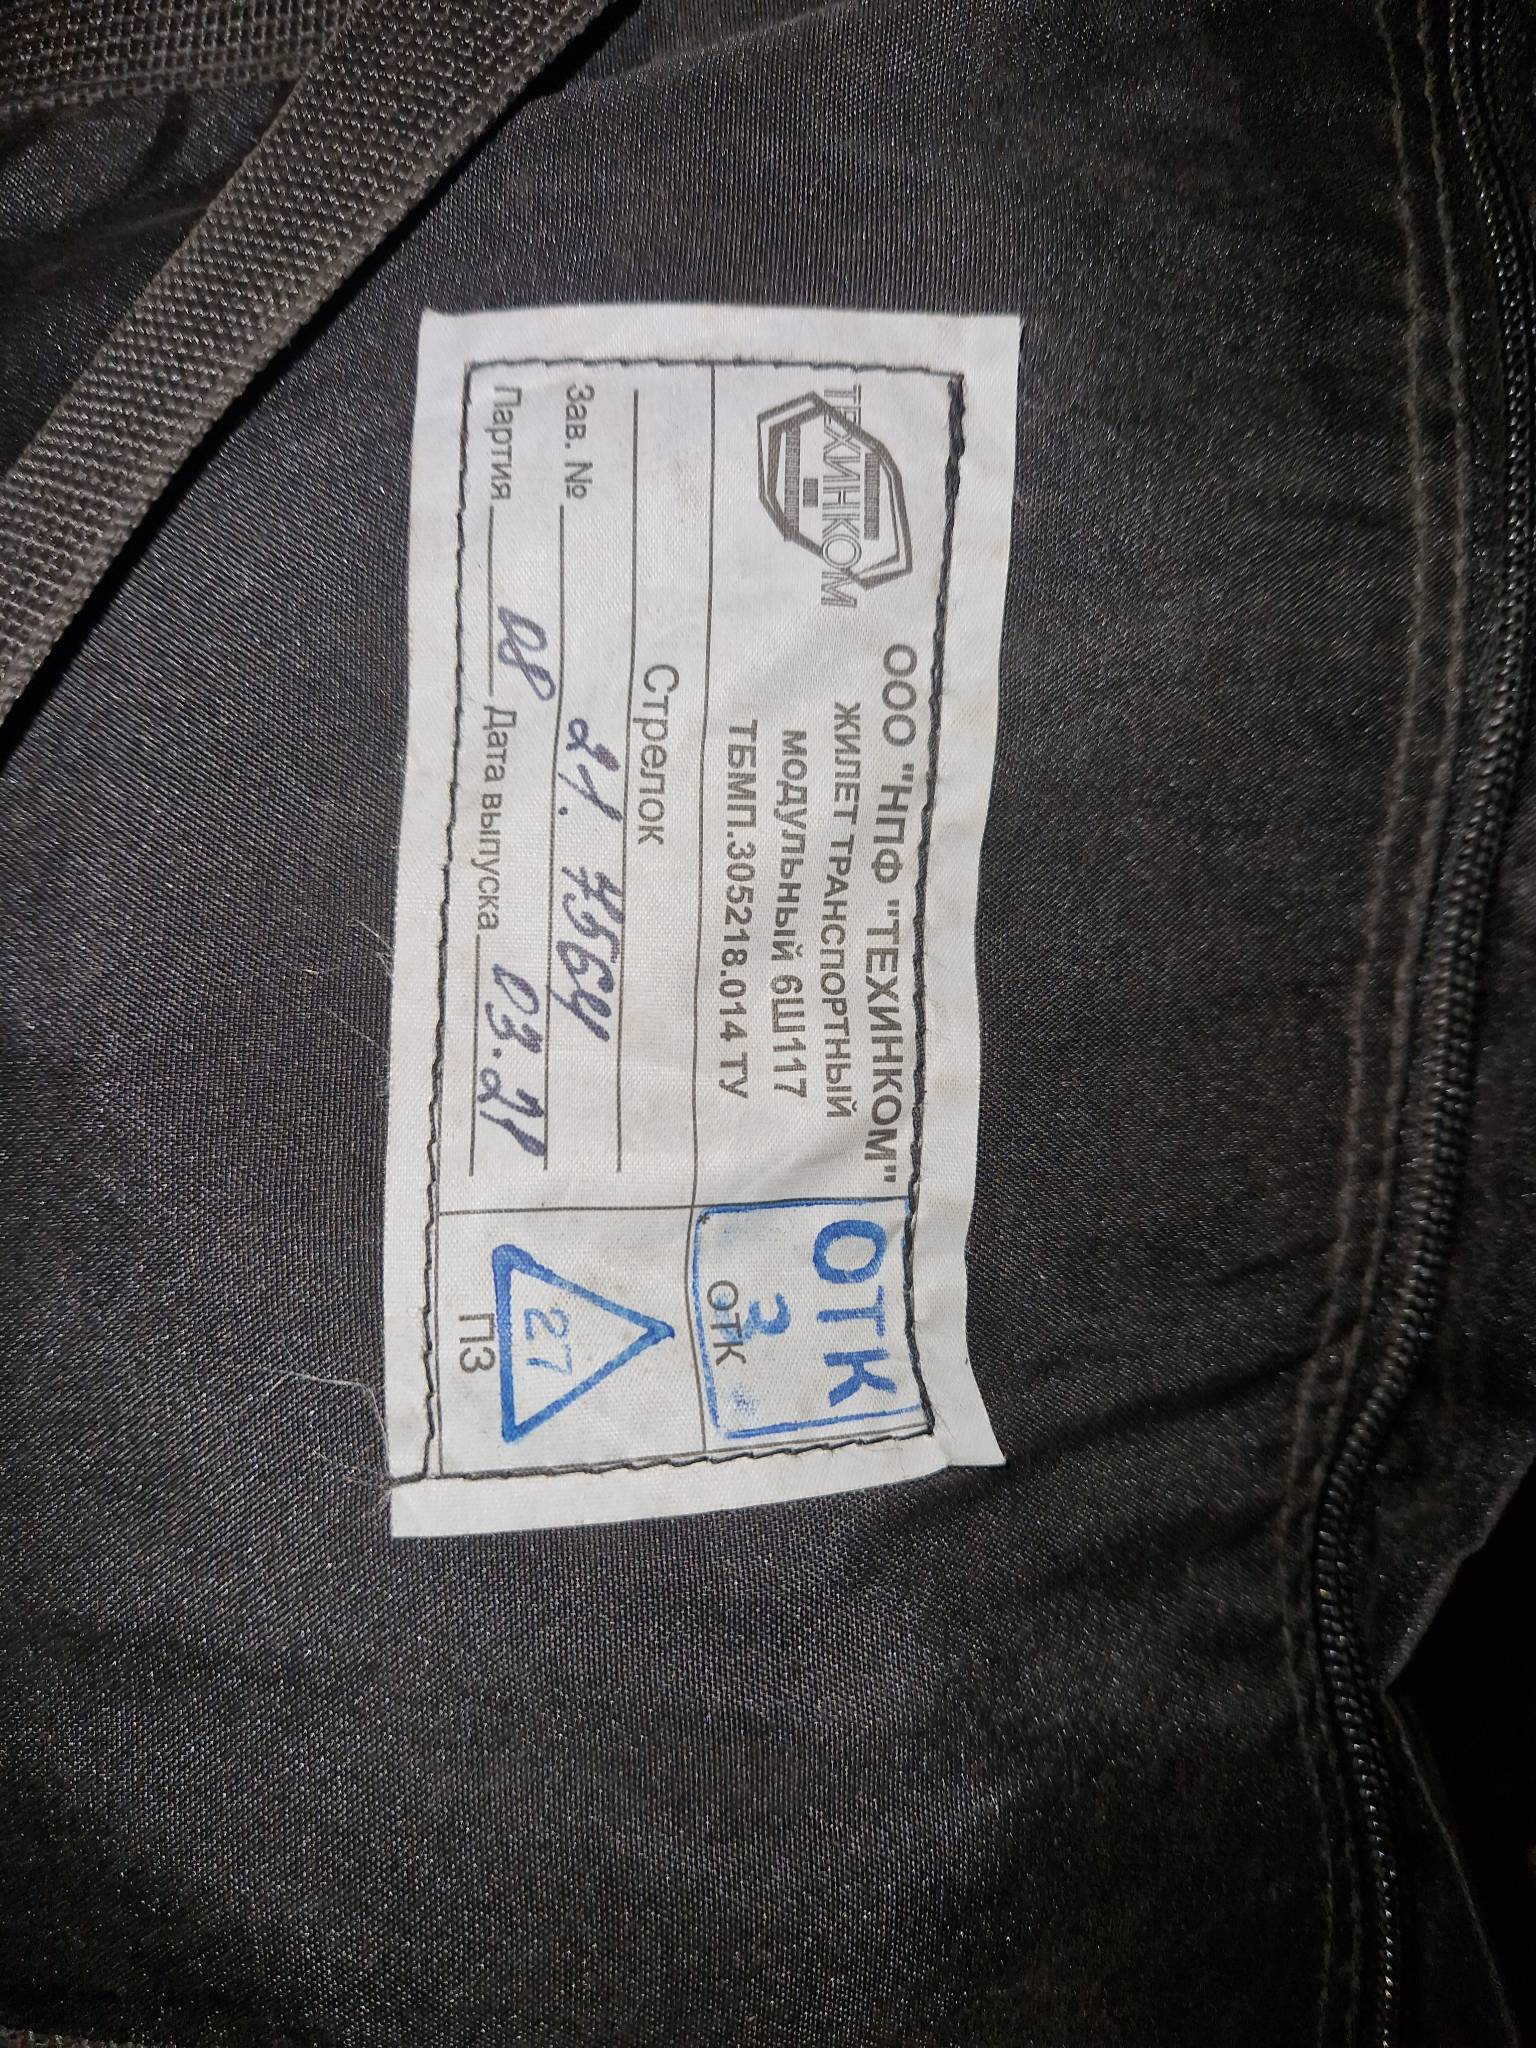 ТЕХИНКОМ
ООО "НПФ "ТЕХИНКОМ"
ЖИЛЕТ ТРАНСПОРТНЫЙ
МОДУЛЬНЫЙ 6Ш117
ТБМП.305218.014 ТУ
ОТК
3
ОТК
Стрелок
Зав. № 21. 7564
Партия 08 Дата выпуска 03.21
27
ПЗ